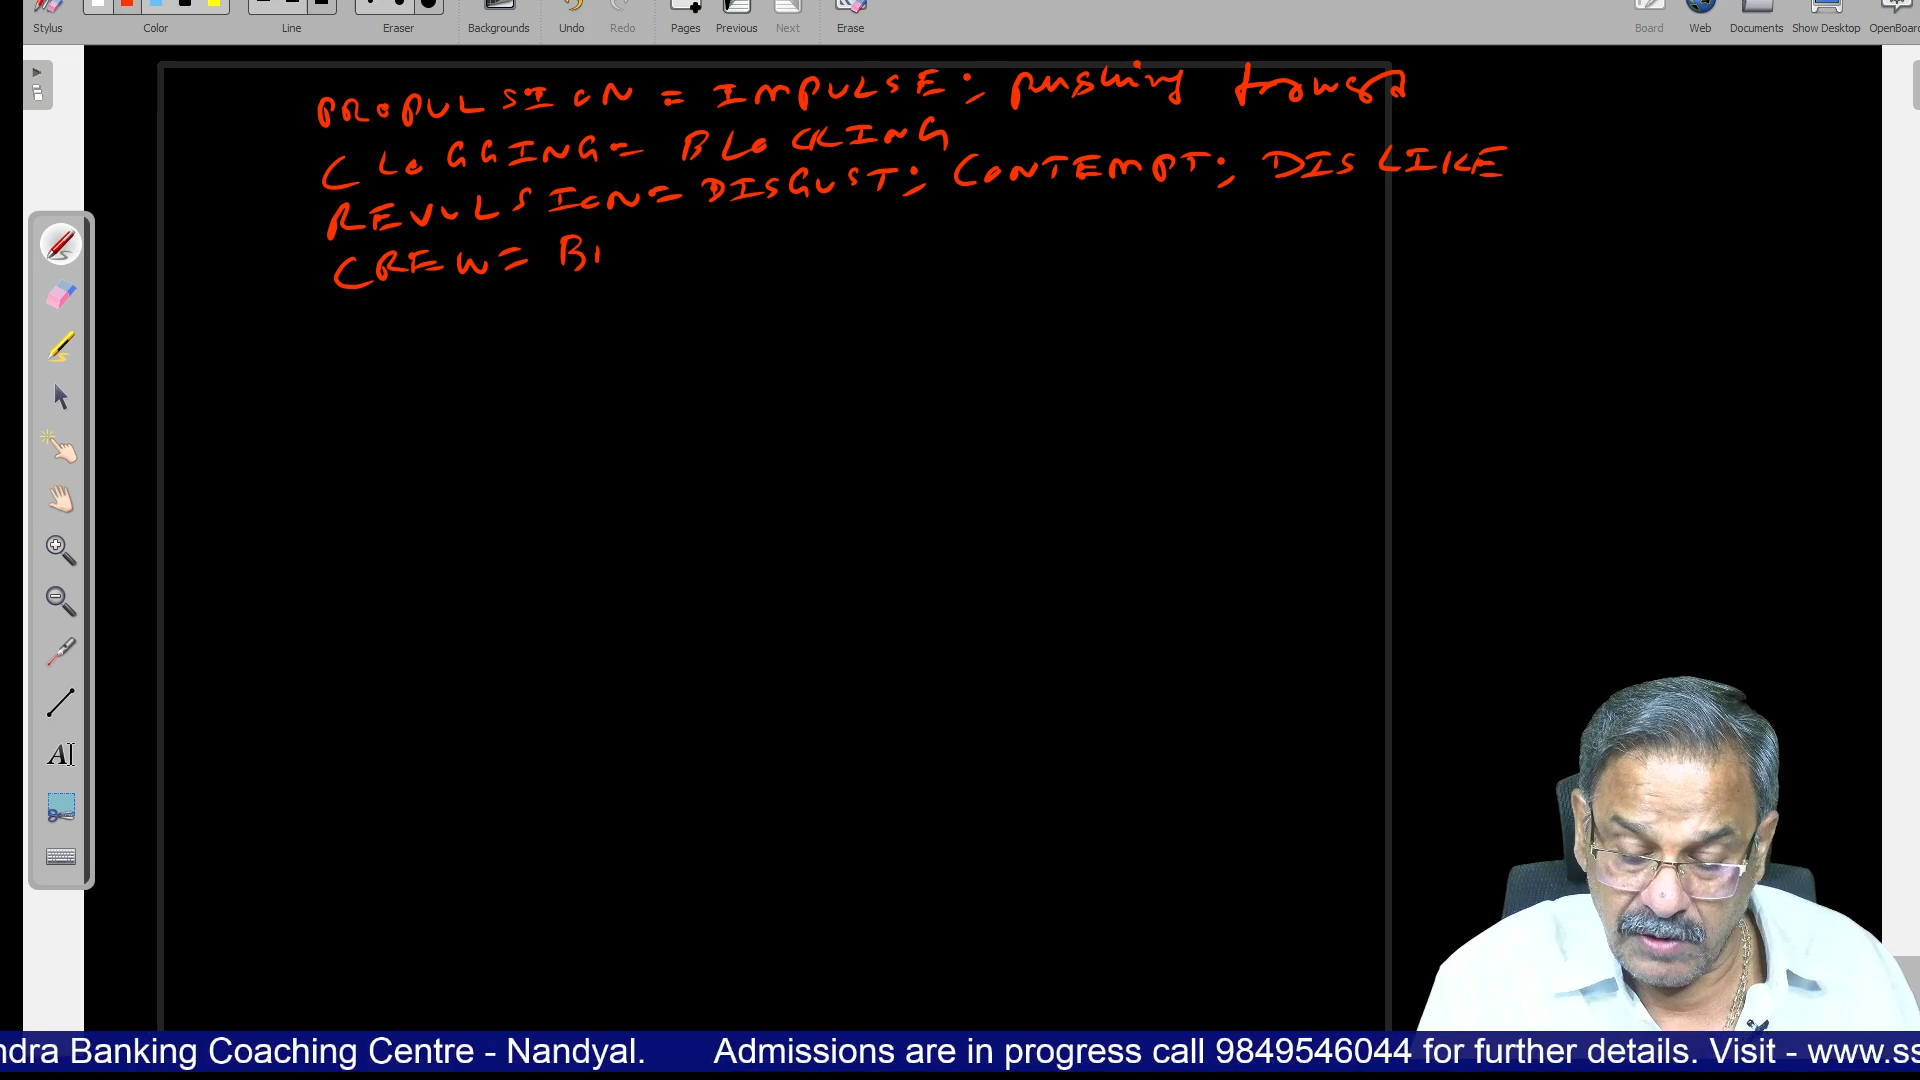 Stylus Color Line Eraser Backgrounds Undo Redo Pages Previous Next Erase Board Web Documents Show Desktop OpenBoard
PROPULSION = IMPULSE; pushing forward
CLOGGING = BLOCKING
REVULSION = DISGUST; CONTEMPT; DISLIKE
CREW =
ndra Banking Coaching Centre - Nandyal. Admissions are in progress call 9849546044 for further details. Visit - www.ss